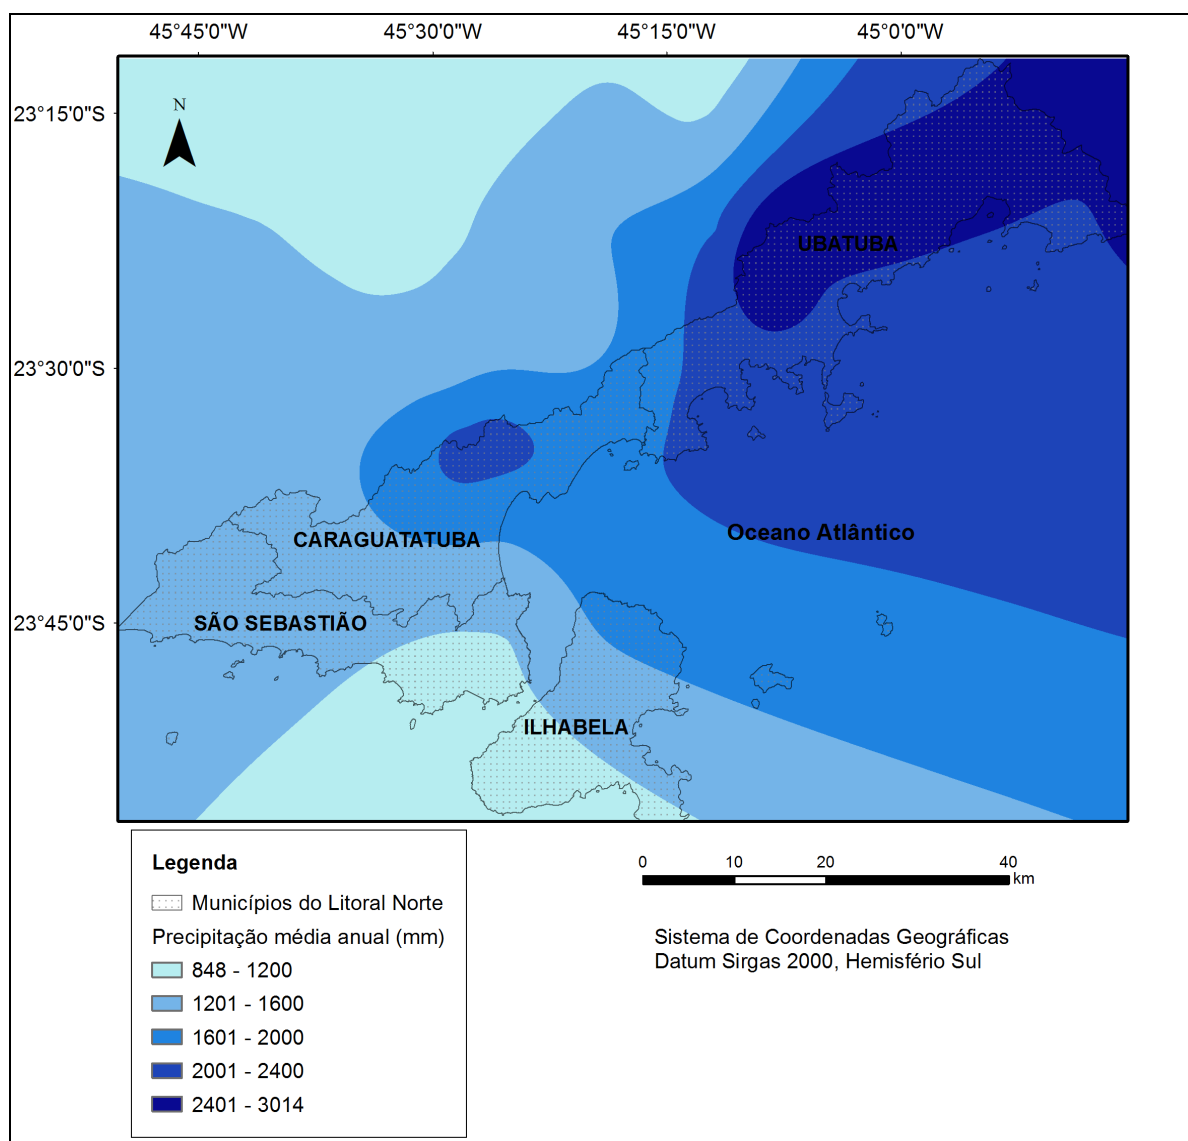 45°45'0"W 45°30'0"W 45°15'0"W 45°0'0"W
23°15'0"S
N
UBATUBA
23°30'0"S
Oceano Atlântico
CARAGUATATUBA
23°45'0"S
SÃO SEBASTIÃO
ILHABELA
Legenda
Municípios do Litoral Norte
Precipitação média anual (mm)
848 - 1200
1201 - 1600
1601 - 2000
2001 - 2400
2401 - 3014
0 10 20 40
km
Sistema de Coordenadas Geográficas
Datum Sirgas 2000, Hemisfério Sul